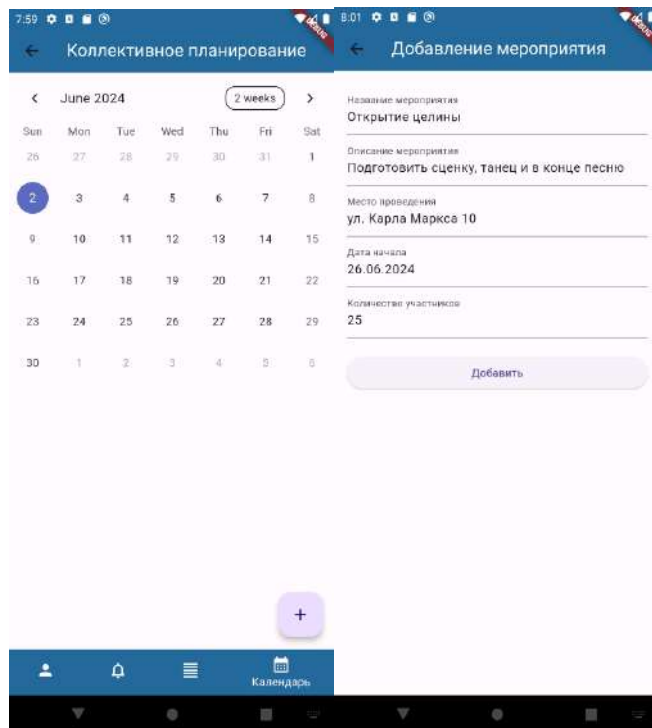 7:59
Коллективное планирование
June 2024
2 weeks
Sun Mon Tue Wed Thu Fri Sat
26 27 28 29 30 31 1
2 3 4 5 6 7 8
9 10 11 12 13 14 15
16 17 18 19 20 21 22
23 24 25 26 27 28 29
30 1 2 3 4 5 6
+
Календарь
8:01
DEBUG
Добавление мероприятия
Название мероприятия
Открытие целины
Описание мероприятия
Подготовить сценку, танец и в конце песню
Место проведения
ул. Карла Маркса 10
Дата начала
26.06.2024
Количество участников
25
Добавить